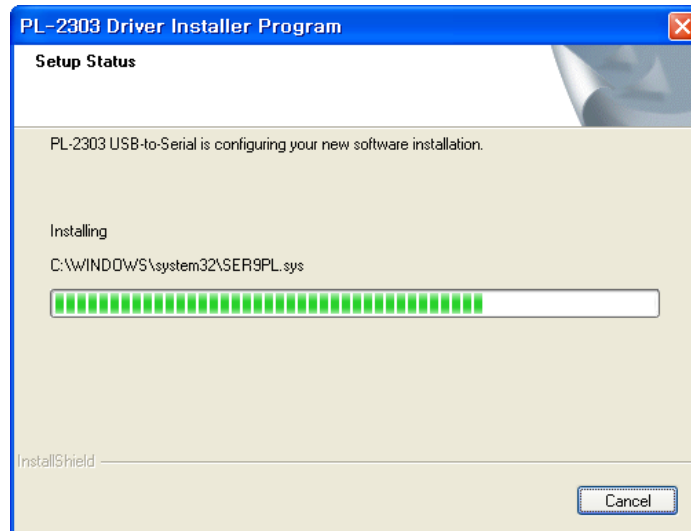 PL-2303 Driver Installer Program
Setup Status
PL-2303 USB-to-Serial is configuring your new software installation.
Installing
C:\WINDOWS\system32\SER9PL.sys
InstallShield
Cancel